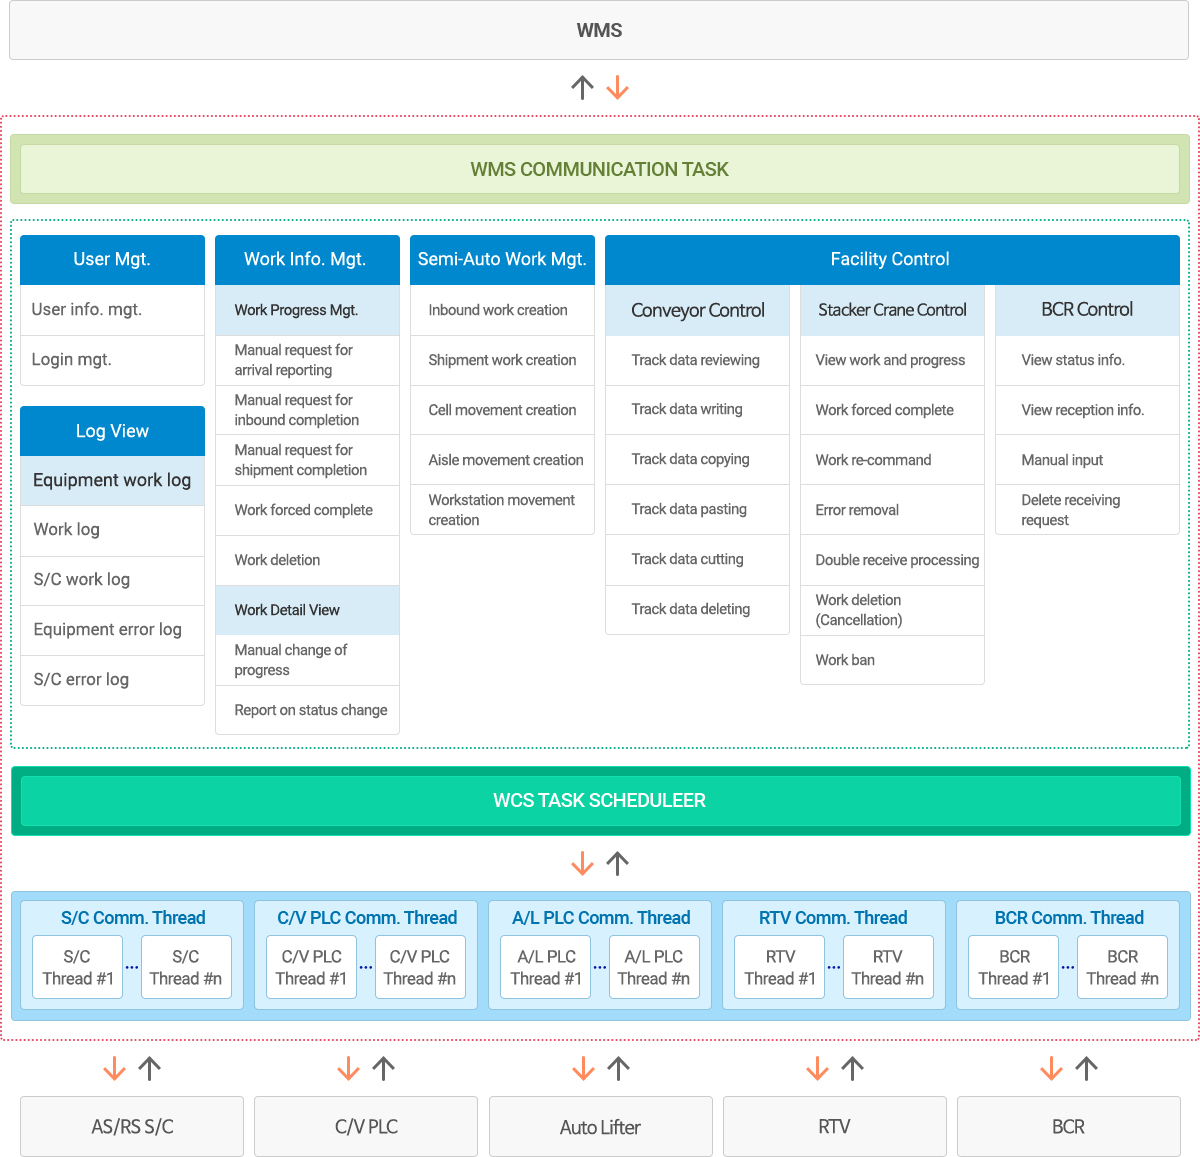 WMS
WMS COMMUNICATION TASK
User Mgt.
User info. mgt.
Login mgt.
Log View
Equipment work log
Work log
S/C work log
Equipment error log
S/C error log
Work Info. Mgt.
Work Progress Mgt.
Manual request for
arrival reporting
Manual request for
inbound completion
Manual request for
shipment completion
Work forced complete
Work deletion
Work Detail View
Manual change of
progress
Report on status change
Semi-Auto Work Mgt.
Inbound work creation
Shipment work creation
Cell movement creation
Aisle movement creation
Workstation movement
creation
Facility Control
Conveyor Control
Track data reviewing
Track data writing
Track data copying
Track data pasting
Track data cutting
Track data deleting
Stacker Crane Control
View work and progress
Work forced complete
Work re-command
Error removal
Double receive processing
Work deletion
(Cancellation)
Work ban
BCR Control
View status info.
View reception info.
Manual input
Delete receiving
request
WCS TASK SCHEDULEER
S/C Comm. Thread
S/C
Thread #1
...
S/C
Thread #n
C/V PLC Comm. Thread
C/V PLC
Thread #1
...
C/V PLC
Thread #n
A/L PLC Comm. Thread
A/L PLC
Thread #1
...
A/L PLC
Thread #n
RTV Comm. Thread
RTV
Thread #1
...
RTV
Thread #n
BCR Comm. Thread
BCR
Thread #1
...
BCR
Thread #n
AS/RS S/C
C/V PLC
Auto Lifter
RTV
BCR